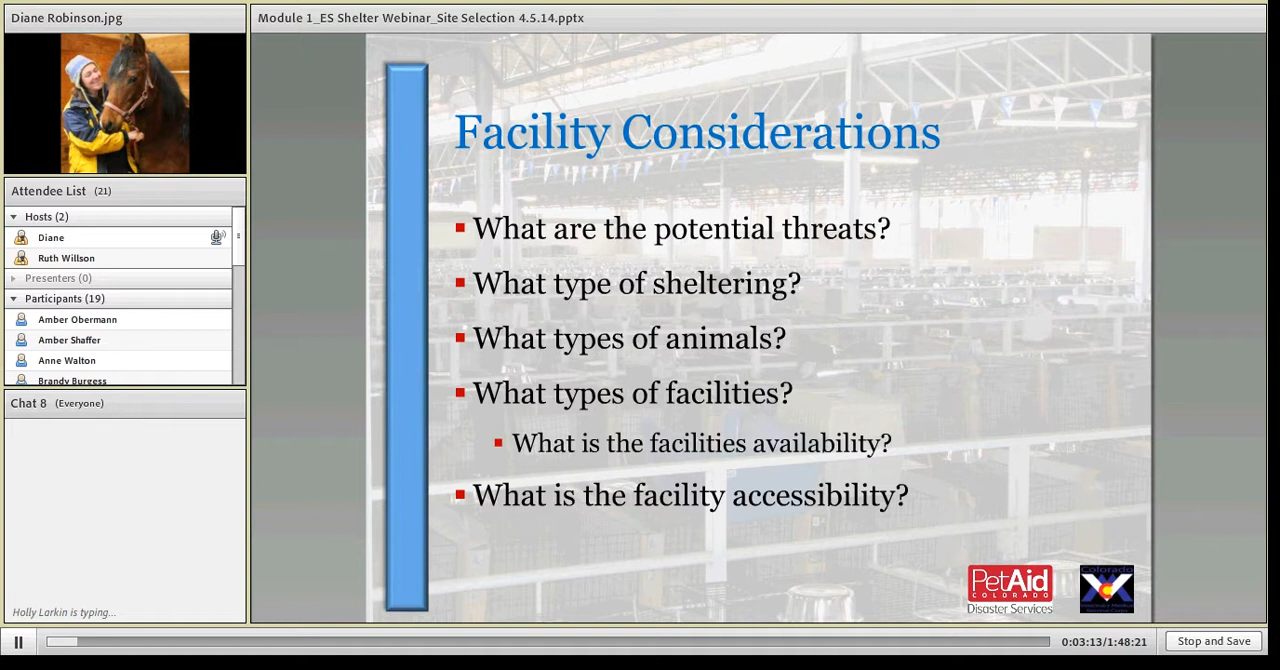 Diane Robinson.jpg
Module 1_ES Shelter Webinar_Site Selection 4.5.14.pptx
Attendee List (21)
Hosts (2)
Diane
Ruth Willson
Presenters (0)
Participants (19)
Amber Obermann
Amber Shaffer
Anne Walton
Brandy Burgess
Chat 8 (Everyone)
Holly Larkin is typing...
Facility Considerations
What are the potential threats?
What type of sheltering?
What types of animals?
What types of facilities?
What is the facilities availability?
What is the facility accessibility?
PetAid
COLORADO
Disaster Services
Colorado
0:03:13/1:48:21
Stop and Save